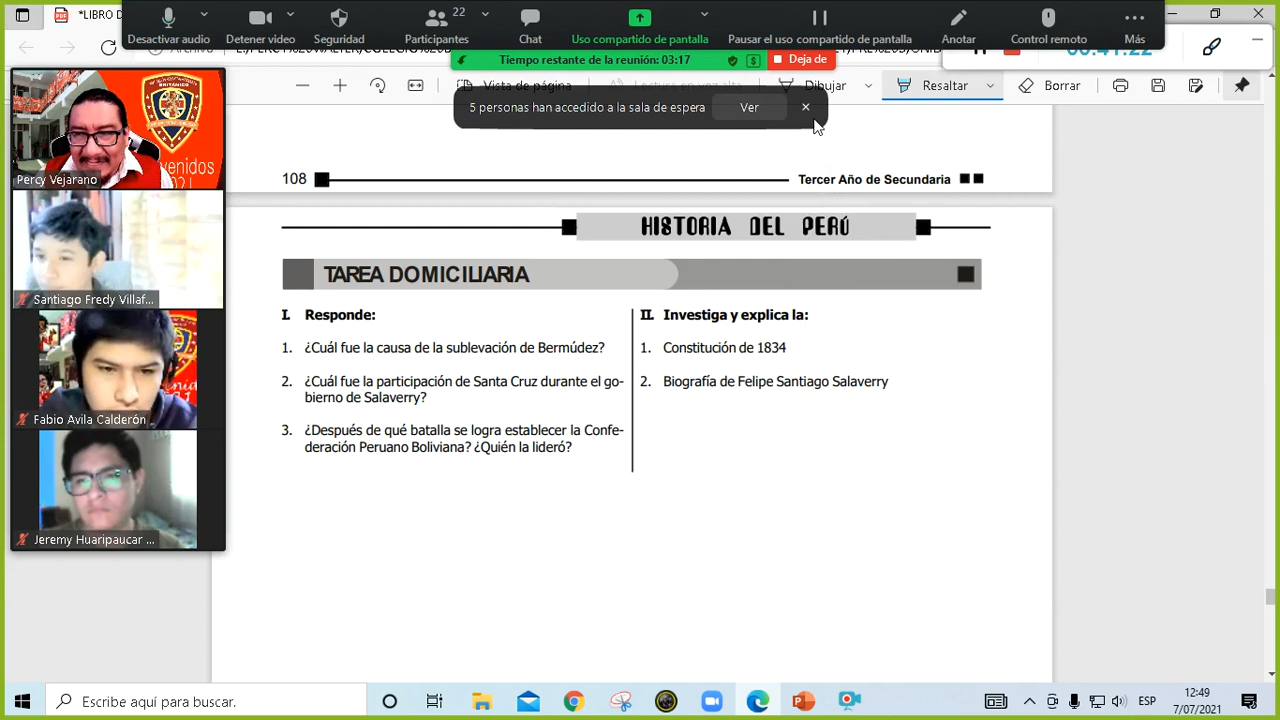 *LIBRO D
22
Desactivar audio
Detener video
Seguridad
Participantes
Chat
Uso compartido de pantalla
Pausar el uso compartido de pantalla
Anotar
Control remoto
Más
Tiempo restante de la reunión: 03:17
Deja de
Vista de página
Dibujar
Resaltar
Borrar
5 personas han accedido a la sala de espera
Ver
BRITÁNICO
Percy Vejarano
Santiago Fredy Villaf...
Fabio Avila Calderón
Jeremy Huaripaucar ...
108
Tercer Año de Secundaria
HISTORIA DEL PERÚ
TAREA DOMICILIARIA
I. Responde:
1. ¿Cuál fue la causa de la sublevación de Bermúdez?
2. ¿Cuál fue la participación de Santa Cruz durante el go-
bierno de Salaverry?
3. ¿Después de qué batalla se logra establecer la Confe-
deración Peruano Boliviana? ¿Quién la lideró?
II. Investiga y explica la:
1. Constitución de 1834
2. Biografía de Felipe Santiago Salaverry
Escribe aquí para buscar.
ESP
12:49
7/07/2021